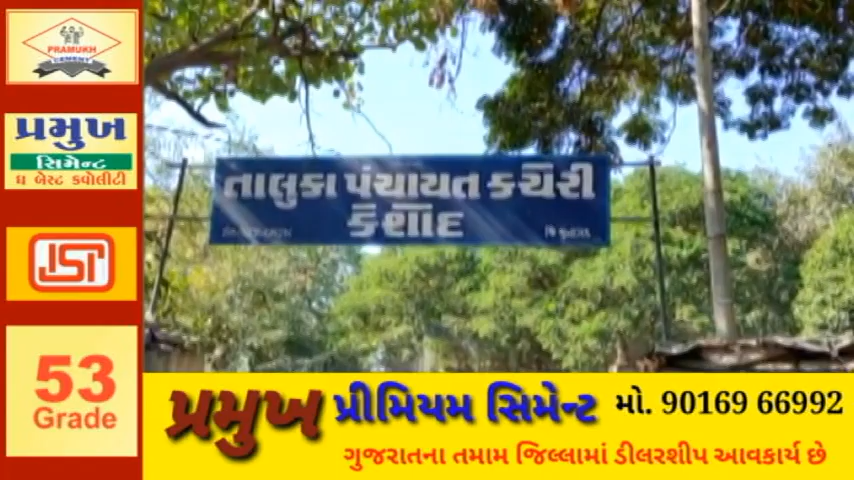 PRAMUKH
CEMENT
પ્રમુખ
સિમેન્ટ
ધ બેસ્ટ ક્વોલીટી
ISI
53
Grade
તાલુકા પંચાયત કચેરી
કેશોદ
પ્રમુખ પ્રીમિયમ સિમેન્ટ મો. 90169 66992
ગુજરાતના તમામ જિલ્લામાં ડીલરશીપ આવકાર્ય છે